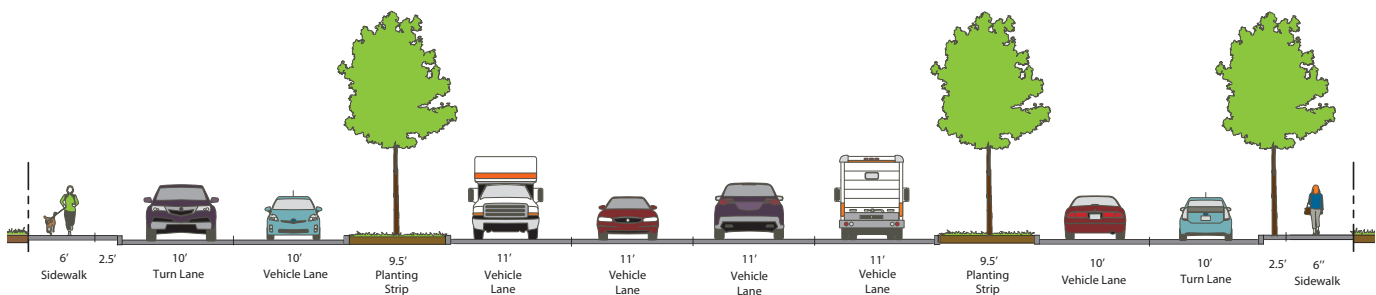 6’
Sidewalk
2.5’
10’
Turn Lane
10’
Vehicle Lane
9.5’
Planting
Strip
11’
Vehicle
Lane
11’
Vehicle
Lane
11’
Vehicle
Lane
11’
Vehicle
Lane
9.5’
Planting
Strip
10’
Vehicle Lane
10’
Turn Lane
2.5’
6’’
Sidewalk